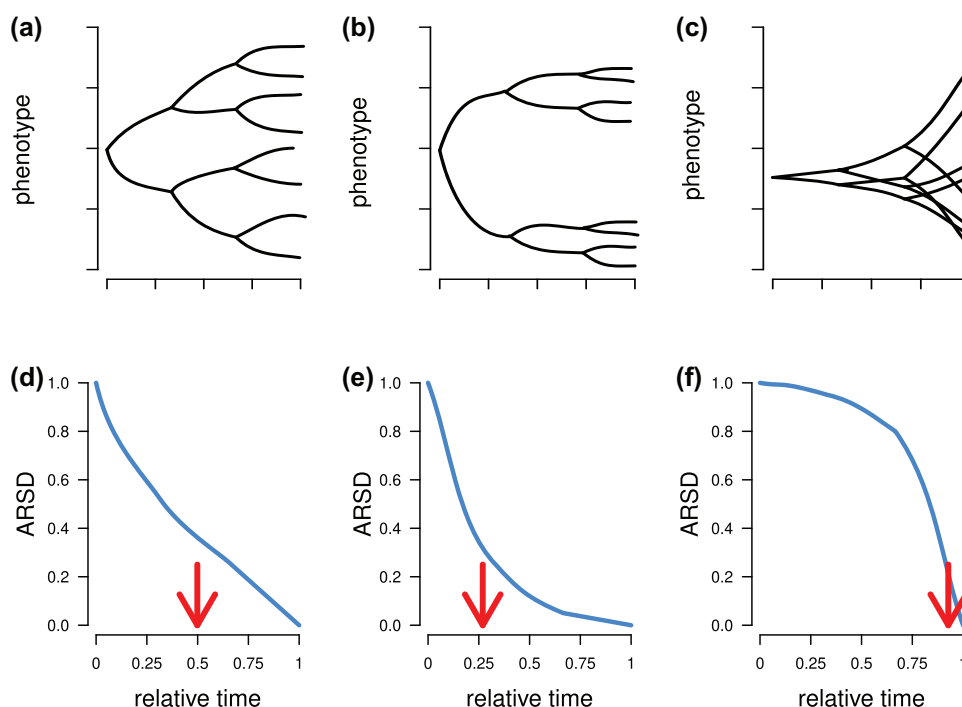 (a) (b) (c)
phenotype phenotype phenotype
(d) (e) (f)
1.0 1.0 1.0
0.8 0.8 0.8
0.6 0.6 0.6
0.4 0.4 0.4
0.2 0.2 0.2
0.0 0.0 0.0
ARSD ARSD ARSD
0 0.25 0.5 0.75 1 0 0.25 0.5 0.75 1 0 0.25 0.5 0.75 1
relative time relative time relative time